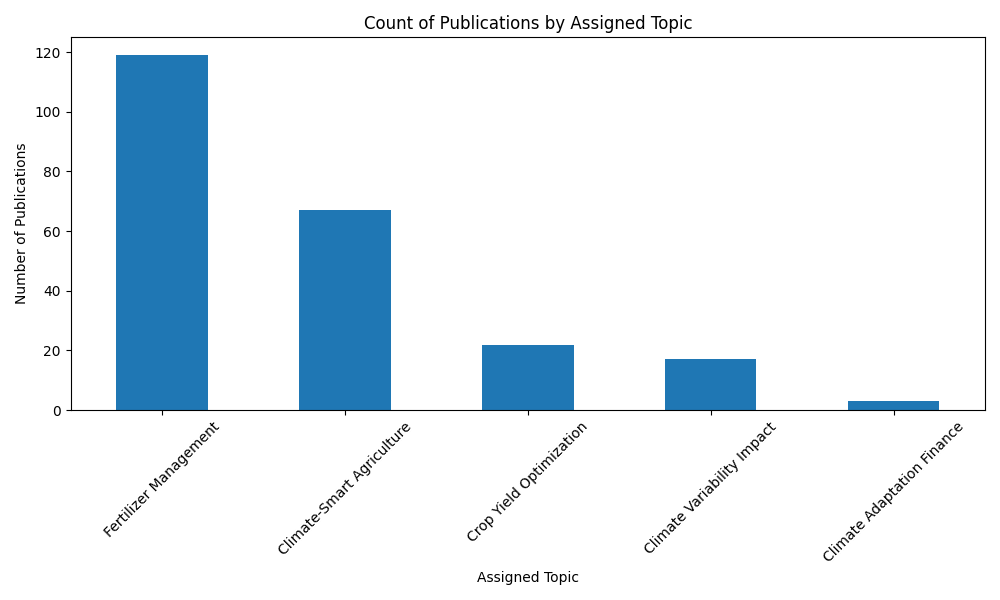 Count of Publications by Assigned Topic
Number of Publications
120
100
80
60
40
20
0
Fertilizer Management
Climate-Smart Agriculture
Crop Yield Optimization
Climate Variability Impact
Climate Adaptation Finance
Assigned Topic